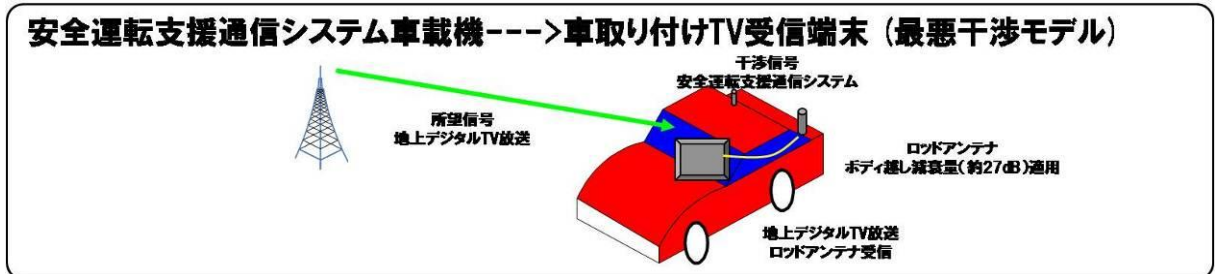 安全運転支援通信システム車載機--->車取り付けTV受信端末（最悪干渉モデル）
干渉信号
安全運転支援通信システム
所望信号
地上デジタルTV放送
ロッドアンテナ
ボディ越し減衰量（約27dB）適用
地上デジタルTV放送
ロッドアンテナ受信